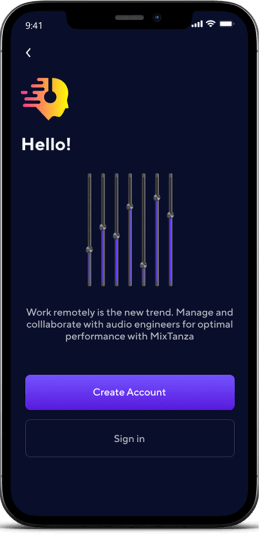 9:41
Hello!
Work remotely is the new trend. Manage and
colllaborate with audio engineers for optimal
performance with MixTanza
Create Account
Sign in